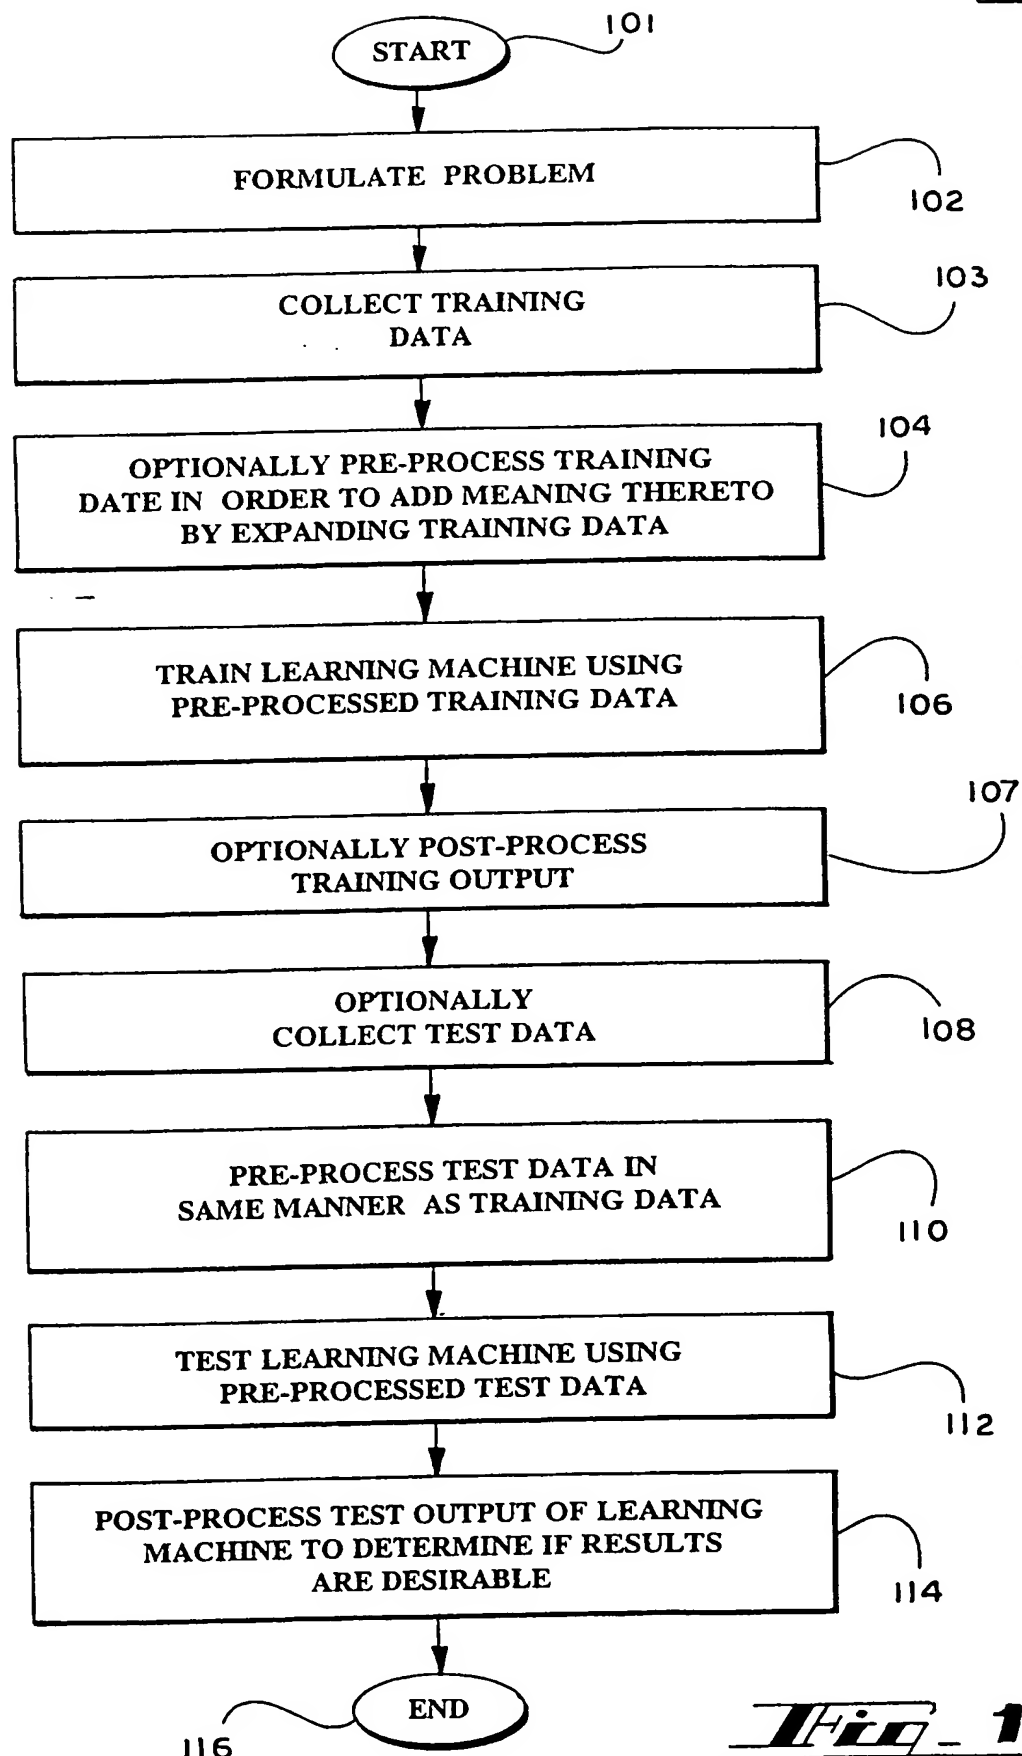 START
101
FORMULATE PROBLEM
102
COLLECT TRAINING
DATA
103
OPTIONALLY PRE-PROCESS TRAINING
DATE IN ORDER TO ADD MEANING THERETO
BY EXPANDING TRAINING DATA
104
TRAIN LEARNING MACHINE USING
PRE-PROCESSED TRAINING DATA
106
OPTIONALLY POST-PROCESS
TRAINING OUTPUT
107
OPTIONALLY
COLLECT TEST DATA
108
PRE-PROCESS TEST DATA IN
SAME MANNER AS TRAINING DATA
110
TEST LEARNING MACHINE USING
PRE-PROCESSED TEST DATA
112
POST-PROCESS TEST OUTPUT OF LEARNING
MACHINE TO DETERMINE IF RESULTS
ARE DESIRABLE
114
END
116
Fig_1